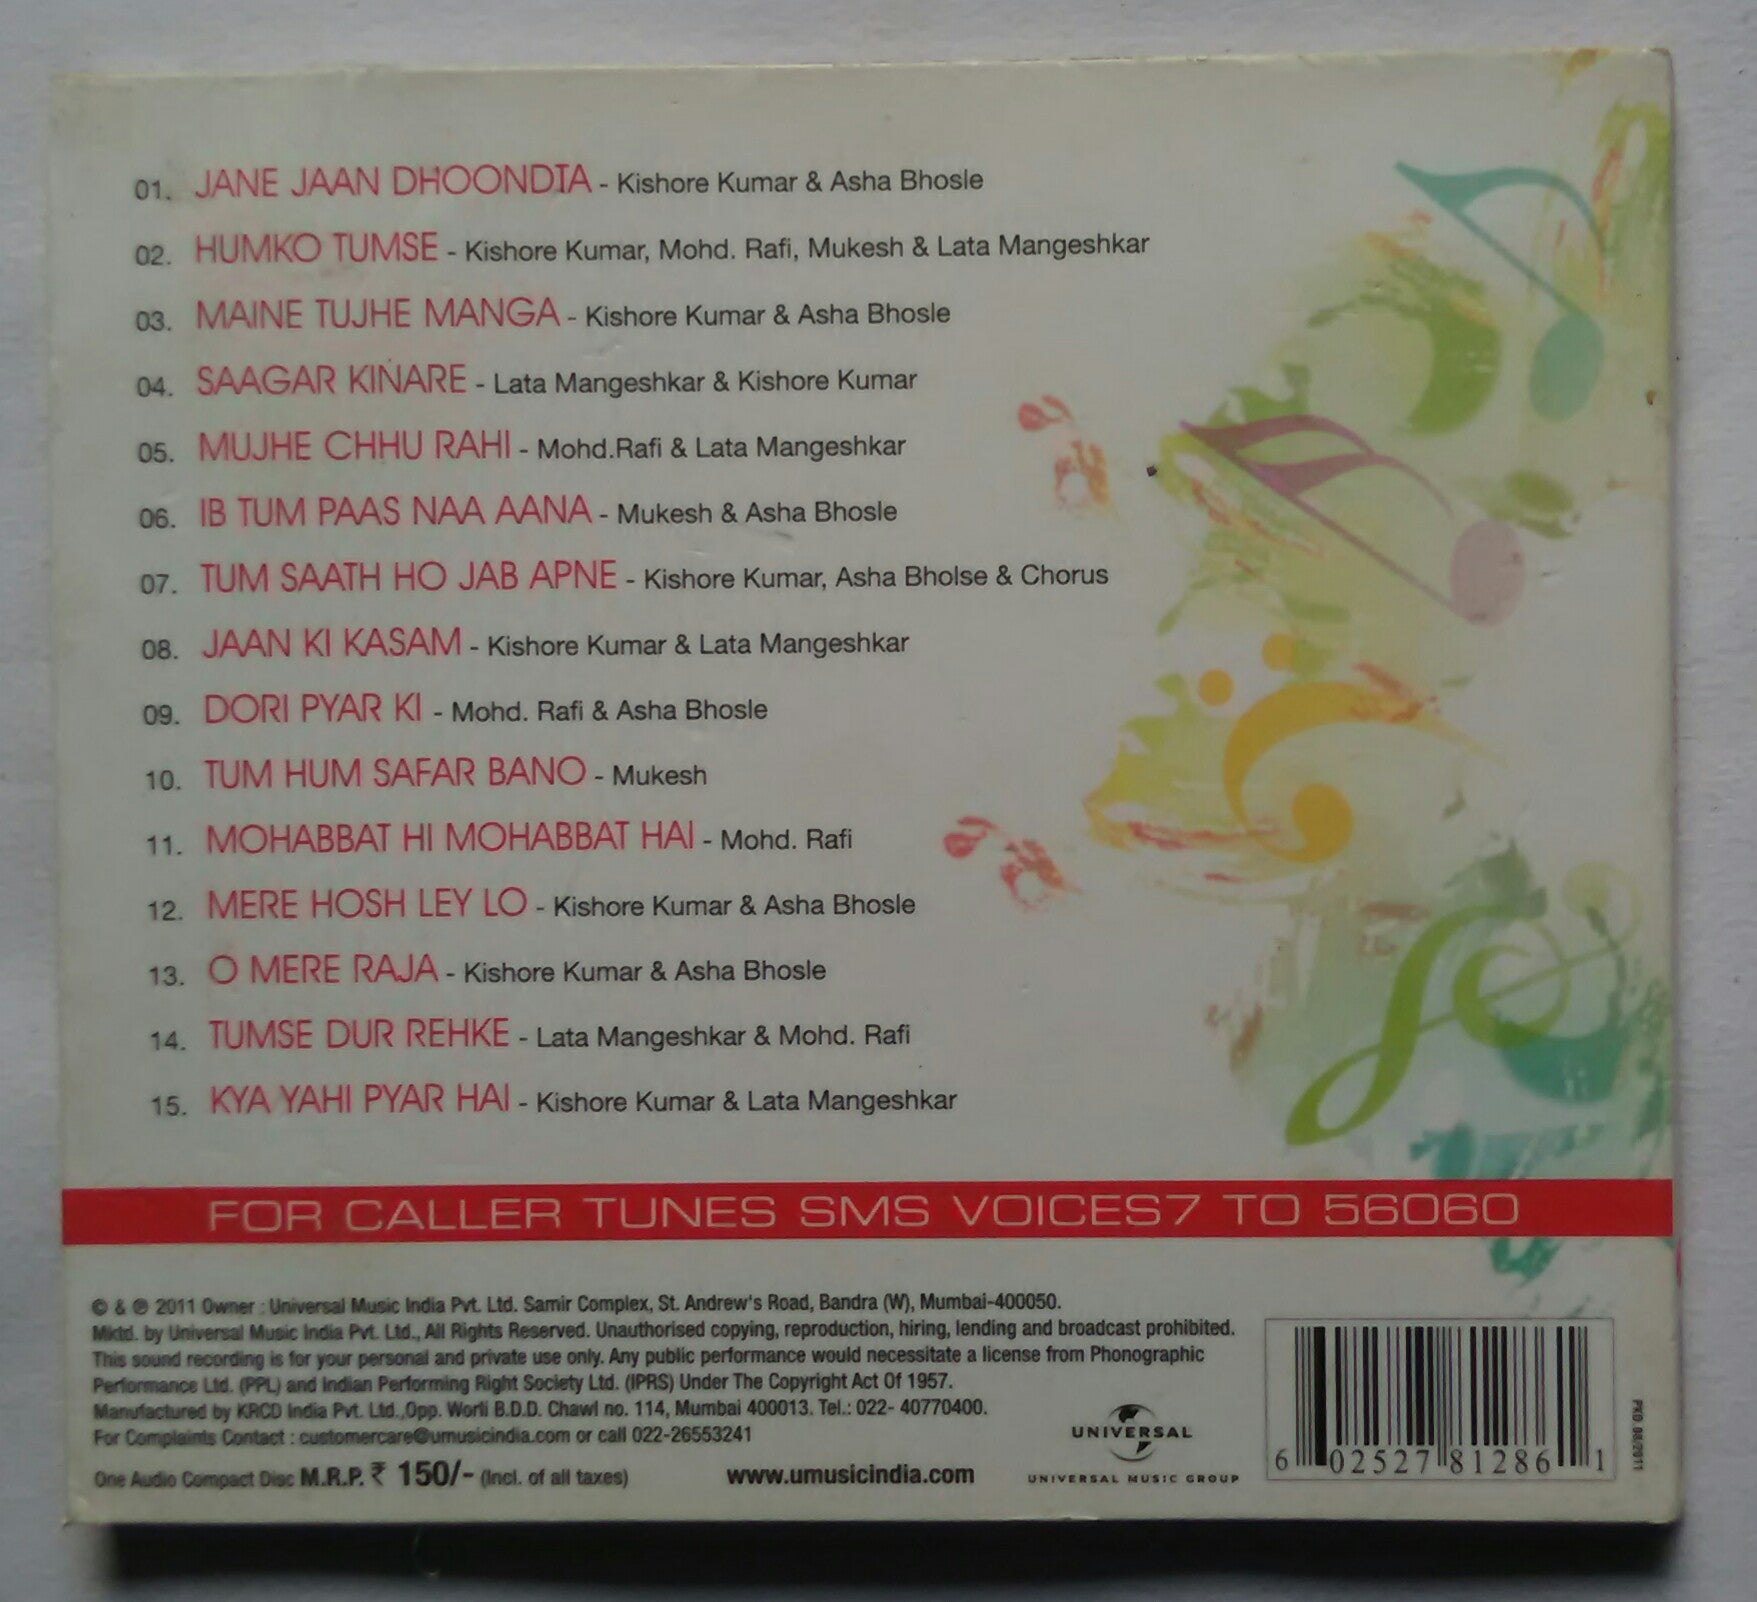 01. JANE JAAN DHOONDTA - Kishore Kumar & Asha Bhosle
02. HUMKO TUMSE - Kishore Kumar, Mohd. Rafi, Mukesh & Lata Mangeshkar
03. MAINE TUJHE MANGA - Kishore Kumar & Asha Bhosle
04. SAAGAR KINARE - Lata Mangeshkar & Kishore Kumar
05. MUJHE CHHU RAHI - Mohd.Rafi & Lata Mangeshkar
06. IB TUM PAAS NAA AANA - Mukesh & Asha Bhosle
07. TUM SAATH HO JAB APNE - Kishore Kumar, Asha Bholse & Chorus
08. JAAN KI KASAM - Kishore Kumar & Lata Mangeshkar
09. DORI PYAR KI - Mohd. Rafi & Asha Bhosle
10. TUM HUM SAFAR BANO - Mukesh
11. MOHABBAT HI MOHABBAT HAI - Mohd. Rafi
12. MERE HOSH LEY LO - Kishore Kumar & Asha Bhosle
13. O MERE RAJA - Kishore Kumar & Asha Bhosle
14. TUMSE DUR REHKE - Lata Mangeshkar & Mohd. Rafi
15. KYA YAHI PYAR HAI - Kishore Kumar & Lata Mangeshkar
FOR CALLER TUNES SMS VOICES7 TO 56060
© & ℗ 2011 Owner : Universal Music India Pvt. Ltd. Samir Complex, St. Andrew's Road, Bandra (W), Mumbai-400050.
Mktd. by Universal Music India Pvt. Ltd., All Rights Reserved. Unauthorised copying, reproduction, hiring, lending and broadcast prohibited.
This sound recording is for your personal and private use only. Any public performance would necessitate a license from Phonographic
Performance Ltd. (PPL) and Indian Performing Right Society Ltd. (IPRS) Under The Copyright Act Of 1957.
Manufactured by KRCD India Pvt. Ltd.,Opp. Worli B.D.D. Chawl no. 114, Mumbai 400013. Tel.: 022- 40770400.
For Complaints Contact : customercare@umusicindia.com or call 022-26553241
One Audio Compact Disc M.R.P. ₹ 150/- (Incl. of all taxes)
www.umusicindia.com
UNIVERSAL
UNIVERSAL MUSIC GROUP
6 02527 81286 1
PKD 08/2011